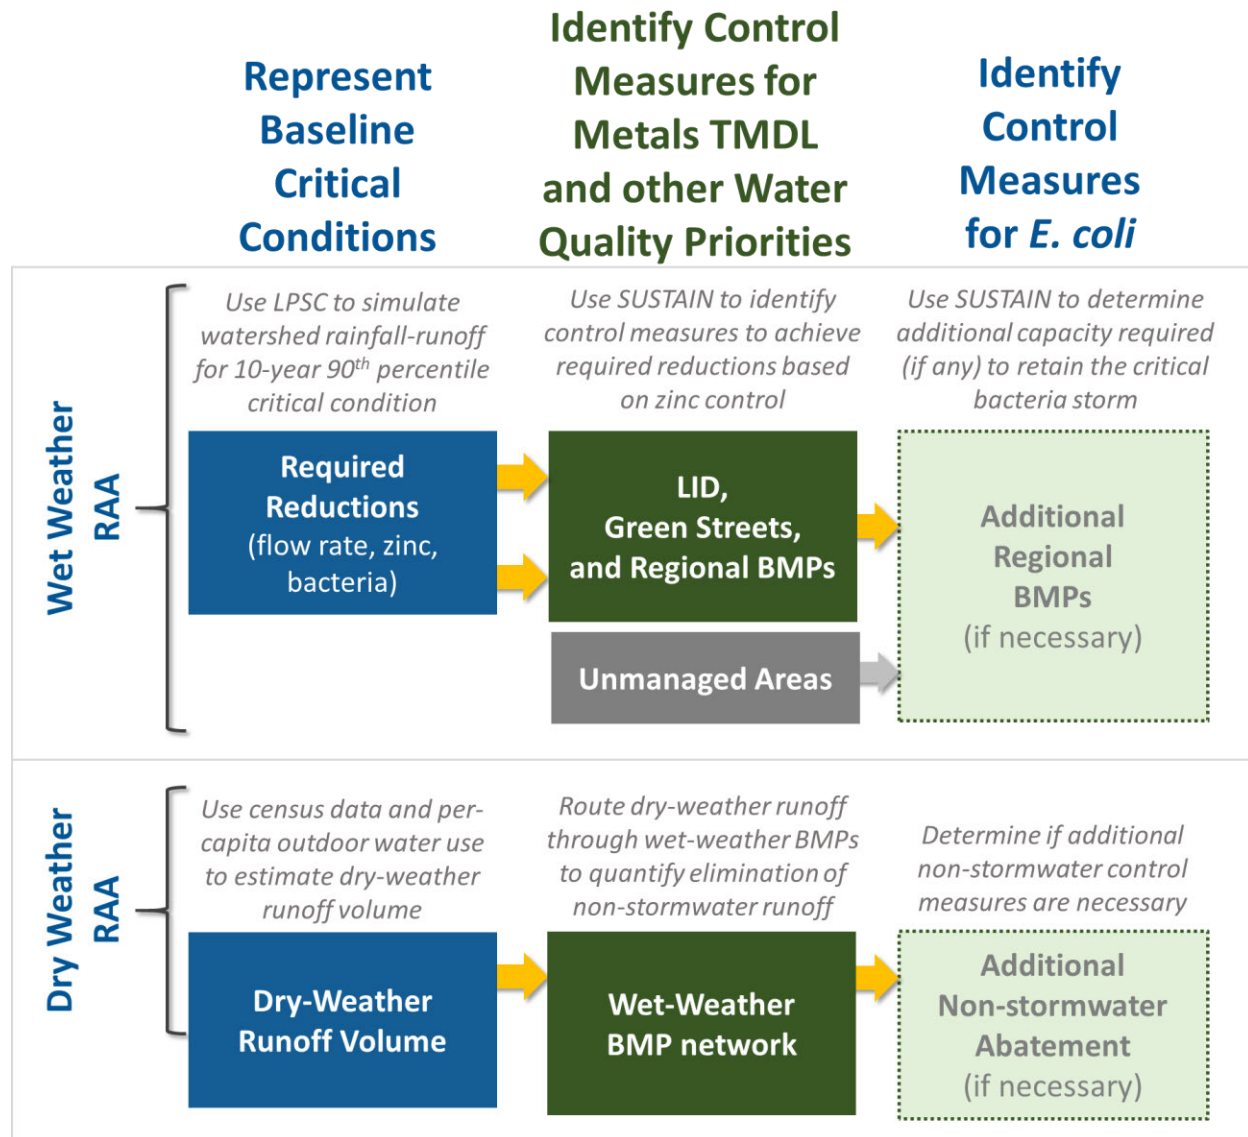 Represent
Baseline
Critical
Conditions
Identify Control
Measures for
Metals TMDL
and other Water
Quality Priorities
Identify
Control
Measures
for E. coli
Wet Weather
RAA
Use LPSC to simulate
watershed rainfall-runoff
for 10-year 90th percentile
critical condition
Required
Reductions
(flow rate, zinc,
bacteria)
Use SUSTAIN to identify
control measures to achieve
required reductions based
on zinc control
LID,
Green Streets,
and Regional BMPs
Unmanaged Areas
Use SUSTAIN to determine
additional capacity required
(if any) to retain the critical
bacteria storm
Additional
Regional
BMPs
(if necessary)
Dry Weather
RAA
Use census data and per-
capita outdoor water use
to estimate dry-weather
runoff volume
Dry-Weather
Runoff Volume
Route dry-weather runoff
through wet-weather BMPs
to quantify elimination of
non-stormwater runoff
Wet-Weather
BMP network
Determine if additional
non-stormwater control
measures are necessary
Additional
Non-stormwater
Abatement
(if necessary)